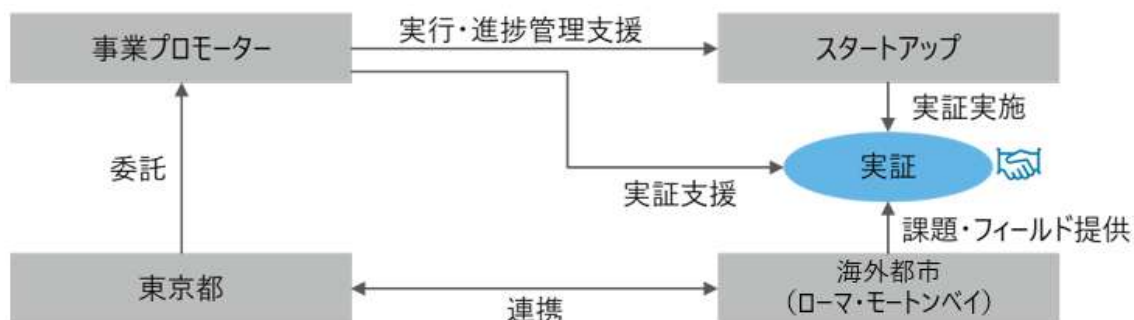 事業プロモーター
実行・進捗管理支援
スタートアップ
実証実施
委託
実証
実証支援
課題・フィールド提供
東京都
連携
海外都市
（ローマ・モートンベイ）